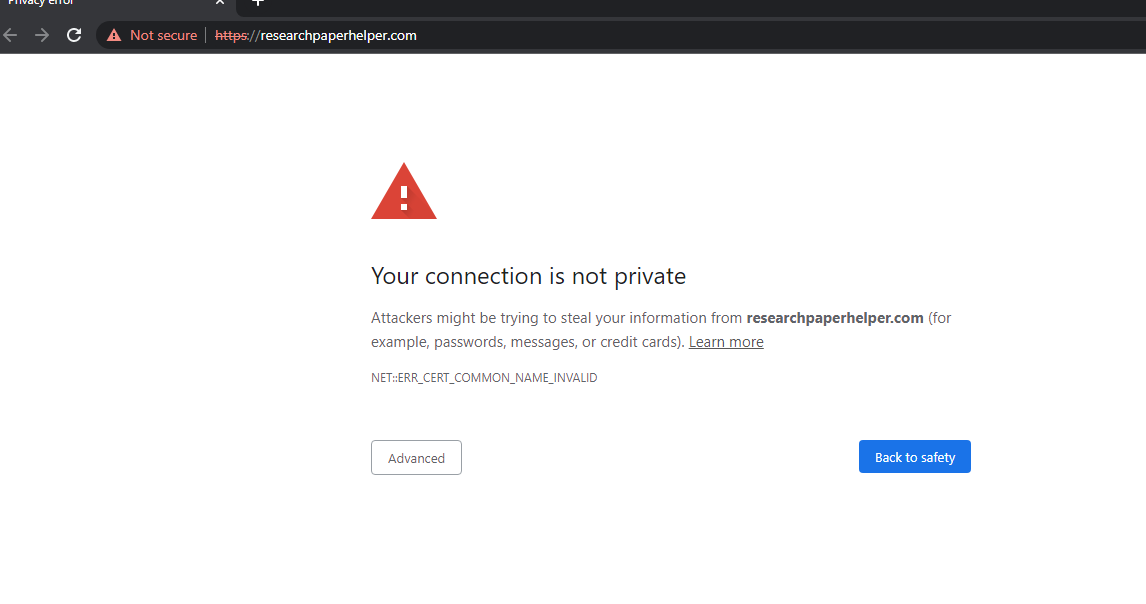 Privacy error
Not secure
https://researchpaperhelper.com
Your connection is not private
Attackers might be trying to steal your information from researchpaperhelper.com (for
example, passwords, messages, or credit cards). Learn more
NET::ERR_CERT_COMMON_NAME_INVALID
Advanced
Back to safety